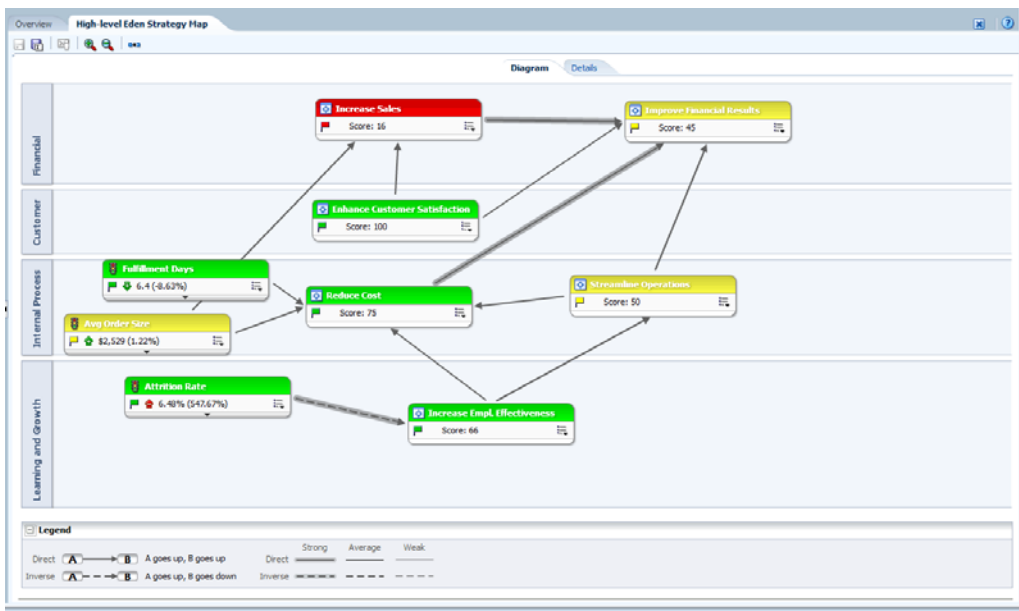 Overview
High-level Eden Strategy Map
Diagram
Details
Financial
Increase Sales
Score: 16
Improve Financial Results
Score: 45
Customer
Enhance Customer Satisfaction
Score: 100
Internal Process
Fulfillment Days
6.4 (-8.63%)
Reduce Cost
Score: 75
Streamline Operations
Score: 50
Avg Order Size
$2,529 (1.22%)
Learning and Growth
Attrition Rate
6.48% (547.67%)
Increase Empl. Effectiveness
Score: 66
Legend
Strong Average Weak
Direct A B A goes up, B goes up Direct
Inverse A B A goes up, B goes down Inverse